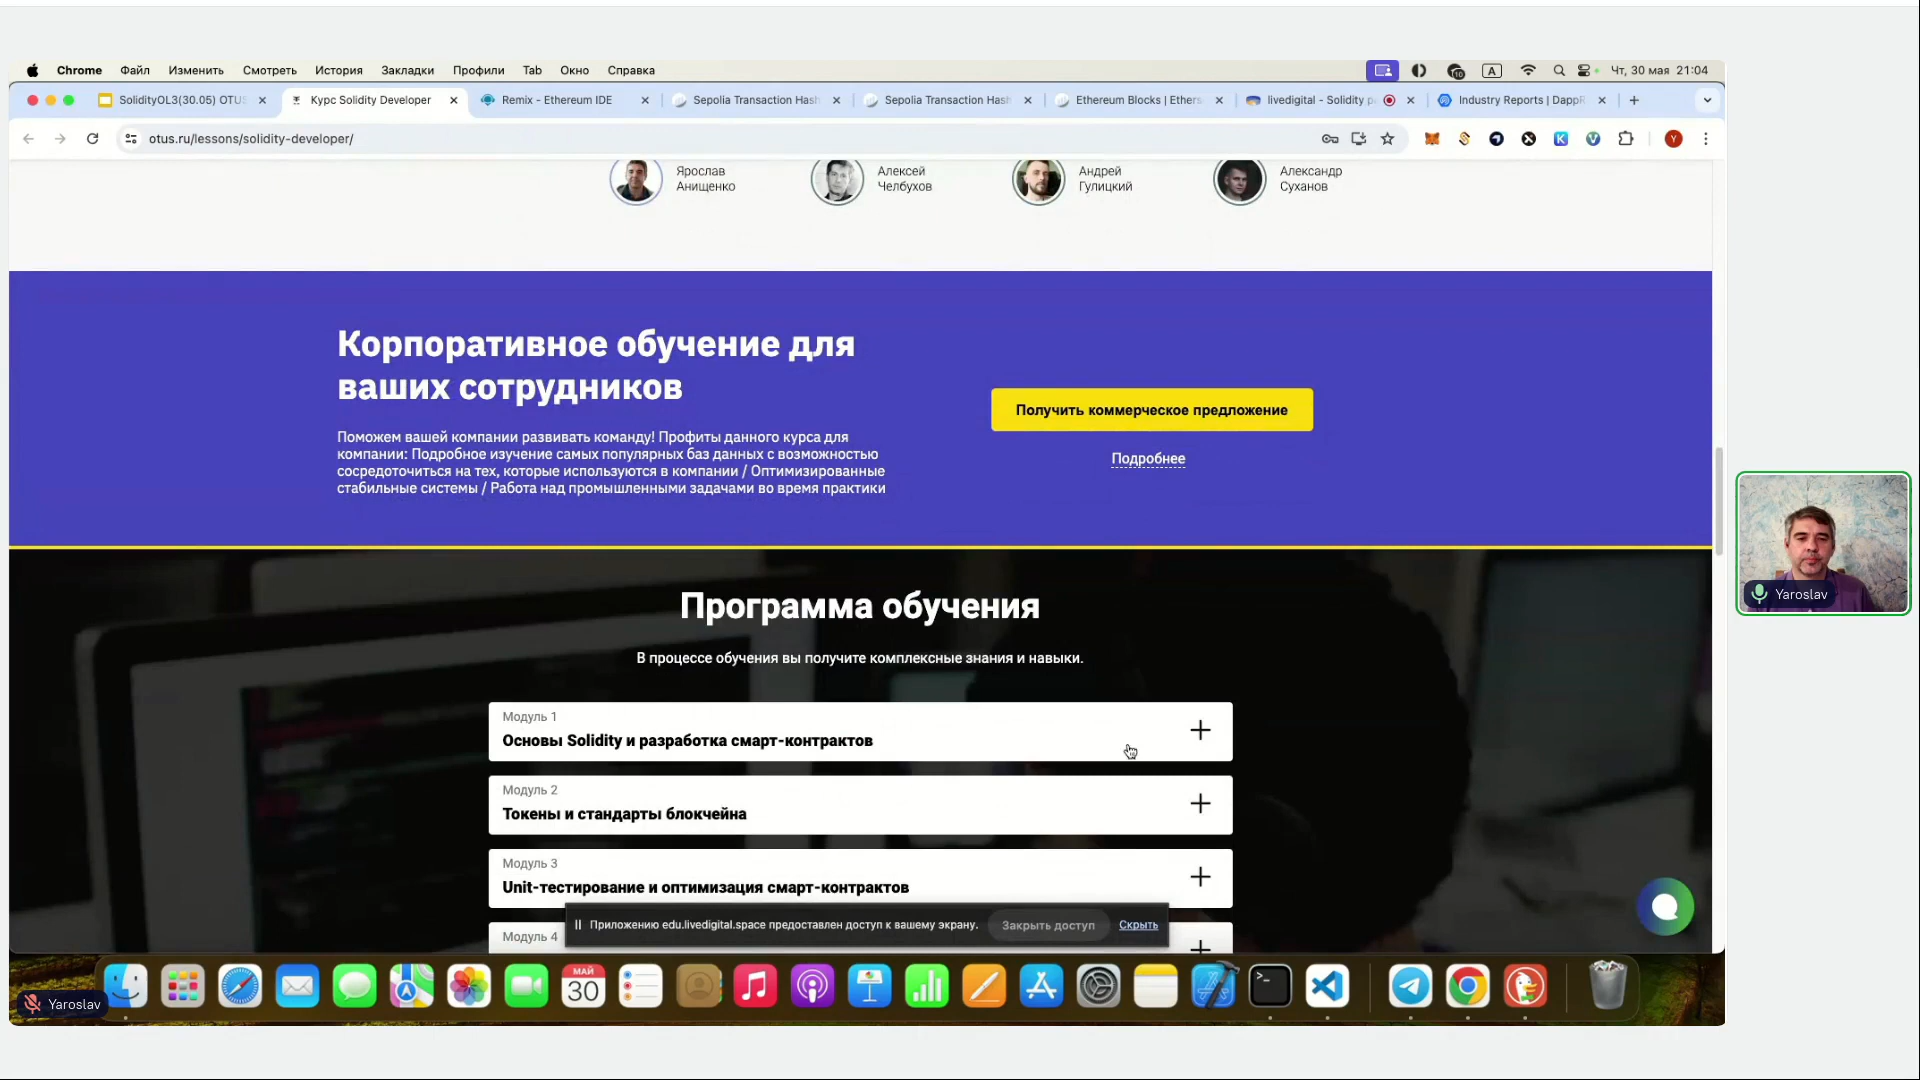 Chrome Файл Изменить Смотреть История Закладки Профили Tab Окно Справка
A
Чт, 30 мая 21:04
SolidityOL3(30.05) OTUS
Курс Solidity Developer
Remix - Ethereum IDE
Sepolia Transaction Hash
Sepolia Transaction Hash
Ethereum Blocks | Ethers
livedigital - Solidity р
Industry Reports | DappR
otus.ru/lessons/solidity-developer/
Y
Ярослав
Анищенко
Алексей
Челбухов
Андрей
Гулицкий
Александр
Суханов
Корпоративное обучение для
ваших сотрудников
Поможем вашей компании развивать команду! Профиты данного курса для
компании: Подробное изучение самых популярных баз данных с возможностью
сосредоточиться на тех, которые используются в компании / Оптимизированные
стабильные системы / Работа над промышленными задачами во время практики
Получить коммерческое предложение
Подробнее
Программа обучения
В процессе обучения вы получите комплексные знания и навыки.
Модуль 1
Основы Solidity и разработка смарт-контрактов
Модуль 2
Токены и стандарты блокчейна
Модуль 3
Unit-тестирование и оптимизация смарт-контрактов
Модуль 4
Приложению edu.livedigital.space предоставлен доступ к вашему экрану.
Закрыть доступ
Скрыть
Yaroslav
МАЙ
30
Yaroslav